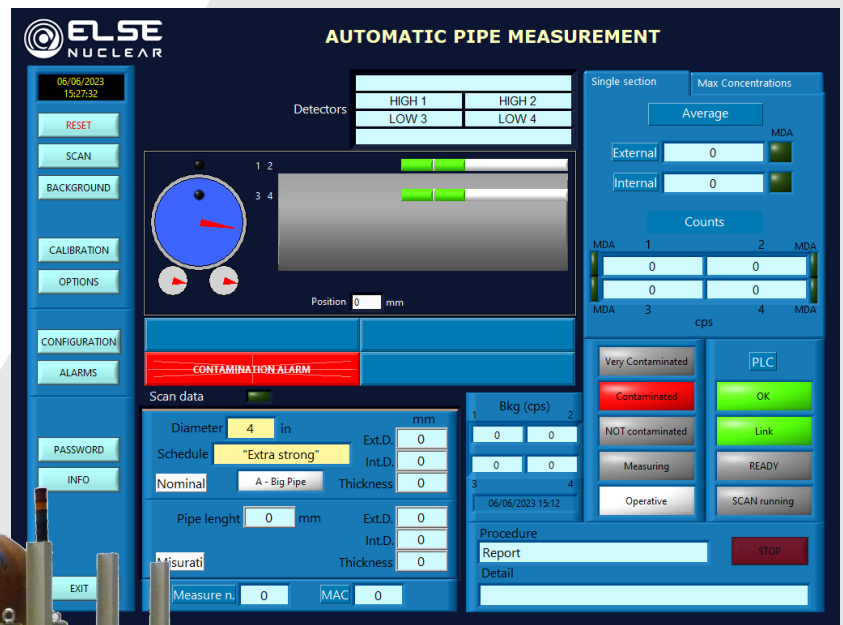 ELSE
NUCLEAR
AUTOMATIC PIPE MEASUREMENT
06/06/2023
15:27:32
RESET
SCAN
BACKGROUND
CALIBRATION
OPTIONS
CONFIGURATION
ALARMS
PASSWORD
INFO
EXIT
Detectors
HIGH 1 HIGH 2
LOW 3 LOW 4
1 2
3 4
Position 0 mm
CONTAMINATION ALARM
Scan data
Diameter 4 in
Schedule "Extra strong"
Nominal A - Big Pipe
mm
Ext.D. 0
Int.D. 0
Thickness 0
Pipe lenght 0 mm
Misurati
Ext.D. 0
Int.D. 0
Thickness 0
Measure n. 0 MAC 0
Single section Max Concentrations
Average
MDA
External 0
Internal 0
Counts
MDA 1 2 MDA
0 0
0 0
MDA 3 4 MDA
cps
Bkg (cps)
1 2
0 0
0 0
3 4
06/06/2023 15:12
Very Contaminated
Contaminated
NOT contaminated
Measuring
Operative
PLC
OK
Link
READY
SCAN running
Procedure
Report
STOP
Detail